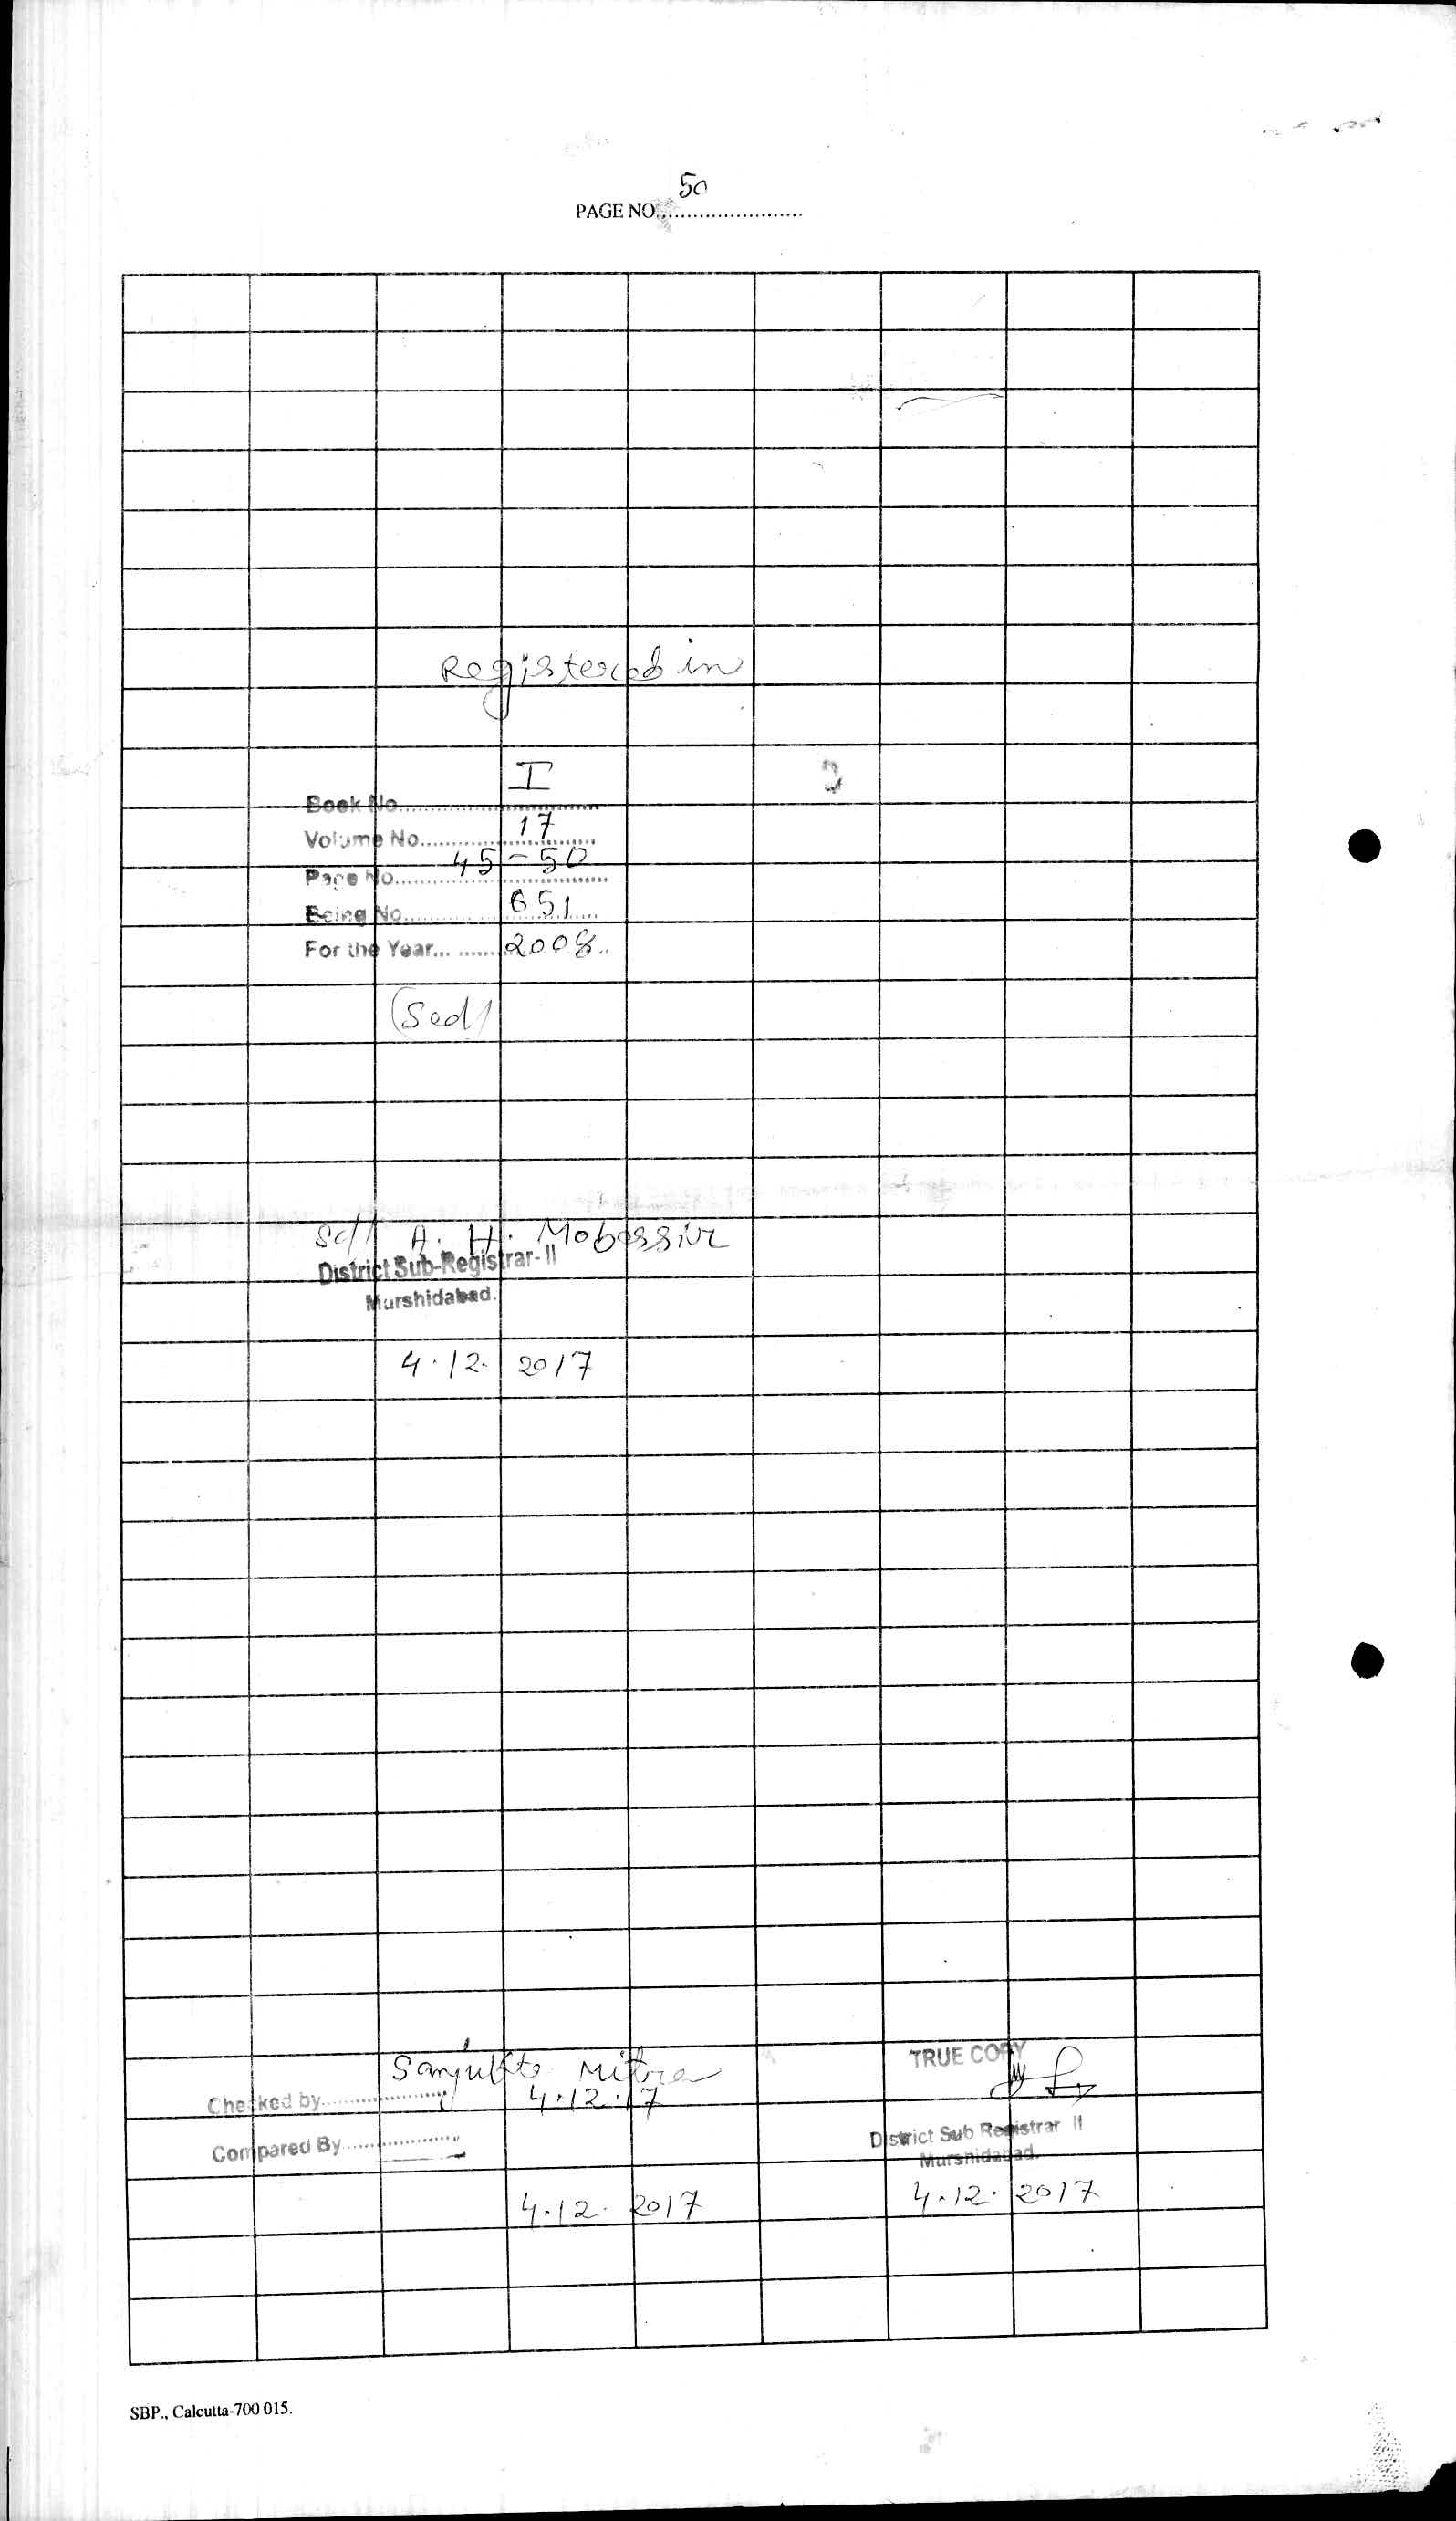 50
PAGE NO..........................
Registered in
I
Book No..................................
17
Volume No..............................
45 - 50
Page No..................................
651
Being No................................
For the Year... ........2008..
(Seal)
Sd/- A. H. Mobassir
District Sub-Registrar- II
Murshidabad.
4.12. 2017
Sanjukta Mitra
Checked by.....................
4.12.17
Compared By...................
4.12. 2017
TRUE COPY
District Sub Registrar II
Murshidabad.
4.12. 2017
SBP., Calcutta-700 015.